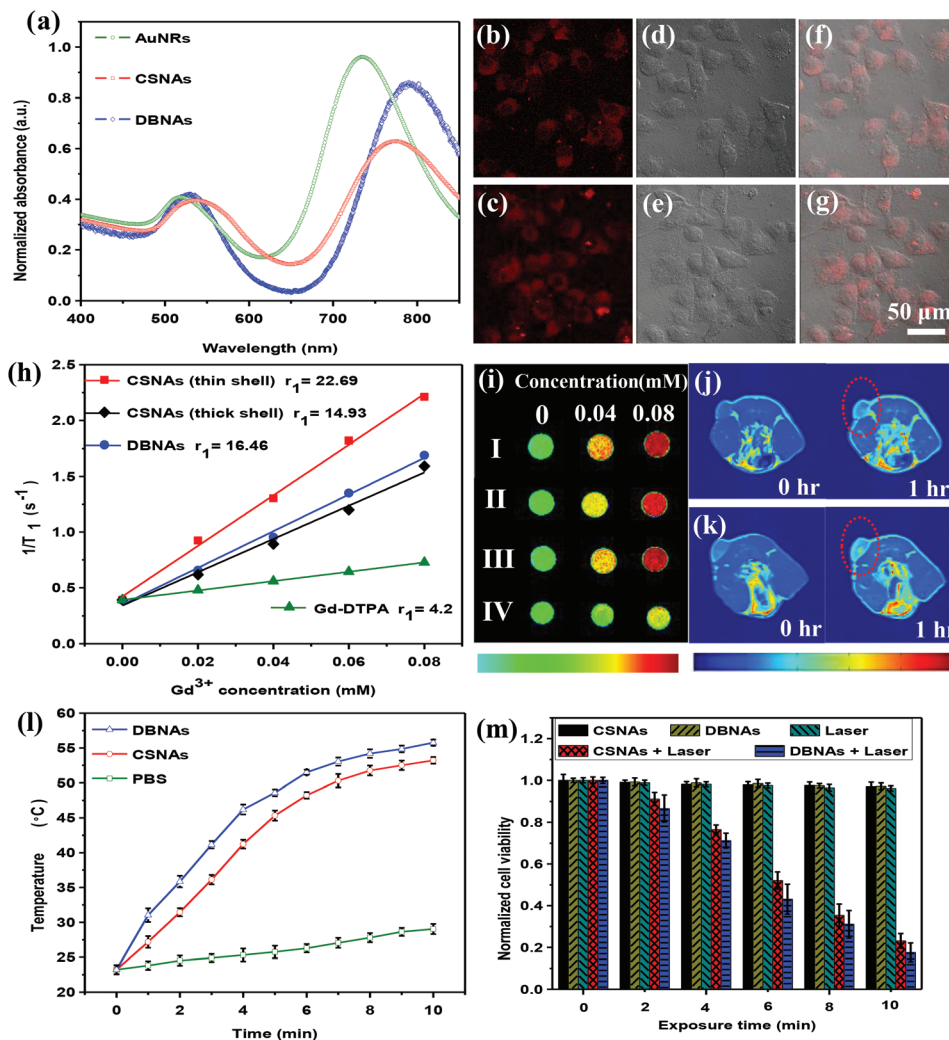 (a)
AuNRs
CSNAs
DBNAs
Normalized absorbance (a.u.)
1.0
0.8
0.6
0.4
0.2
0.0
400 500 600 700 800
Wavelength (nm)
(b) (d) (f)
(c) (e) (g)
50 μm
(h)
CSNAs (thin shell) r1= 22.69
CSNAs (thick shell) r1= 14.93
DBNAs r1= 16.46
Gd-DTPA r1= 4.2
1/T1 (s-1)
2.5
2.0
1.5
1.0
0.5
0.0
0.00 0.02 0.04 0.06 0.08
Gd3+ concentration (mM)
(i) Concentration(mM)
0 0.04 0.08
I
II
III
IV
(j)
0 hr 1 hr
(k)
0 hr 1 hr
(l)
DBNAs
CSNAs
PBS
Temperature (°C)
60
55
50
45
40
35
30
25
20
0 2 4 6 8 10
Time (min)
(m)
CSNAs DBNAs Laser
CSNAs + Laser DBNAs + Laser
Normalized cell viability
1.2
1.0
0.8
0.6
0.4
0.2
0.0
0 2 4 6 8 10
Exposure time (min)